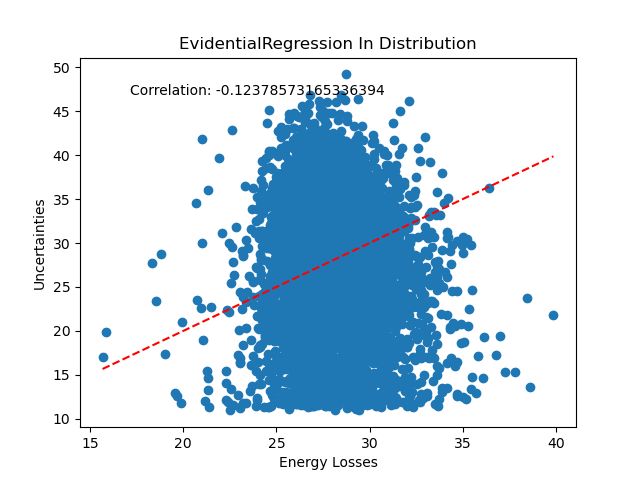 EvidentialRegression In Distribution
Correlation: -0.12378573165336394
50
45
40
35
30
25
20
15
10
Uncertainties
15 20 25 30 35 40
Energy Losses